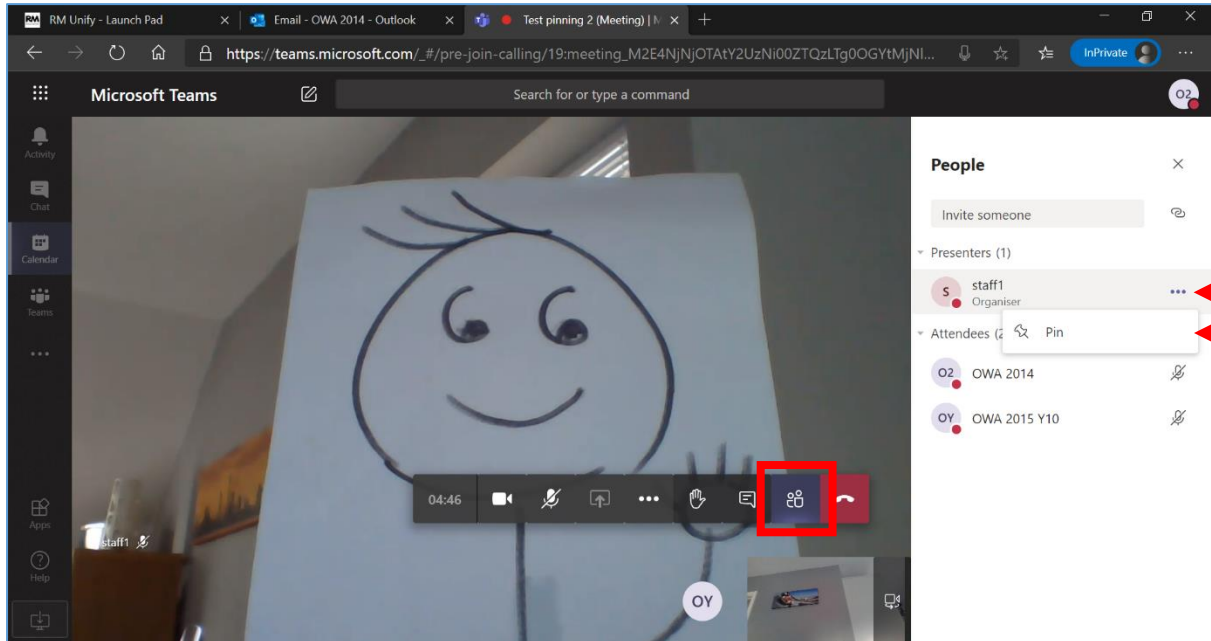 RM RM Unify - Launch Pad
Email - OWA 2014 - Outlook
Test pinning 2 (Meeting) | M
https://teams.microsoft.com/_#/pre-join-calling/19:meeting_M2E4NjNjOTAtY2UzNi00ZTQzLTg0OGYtMjNl...
InPrivate
Microsoft Teams
Search for or type a command
O2
Activity
Chat
Calendar
Teams
Apps
Help
04:46
staff1
OY
People
Invite someone
Presenters (1)
S staff1
Organiser
Pin
Attendees (2
O2 OWA 2014
OY OWA 2015 Y10